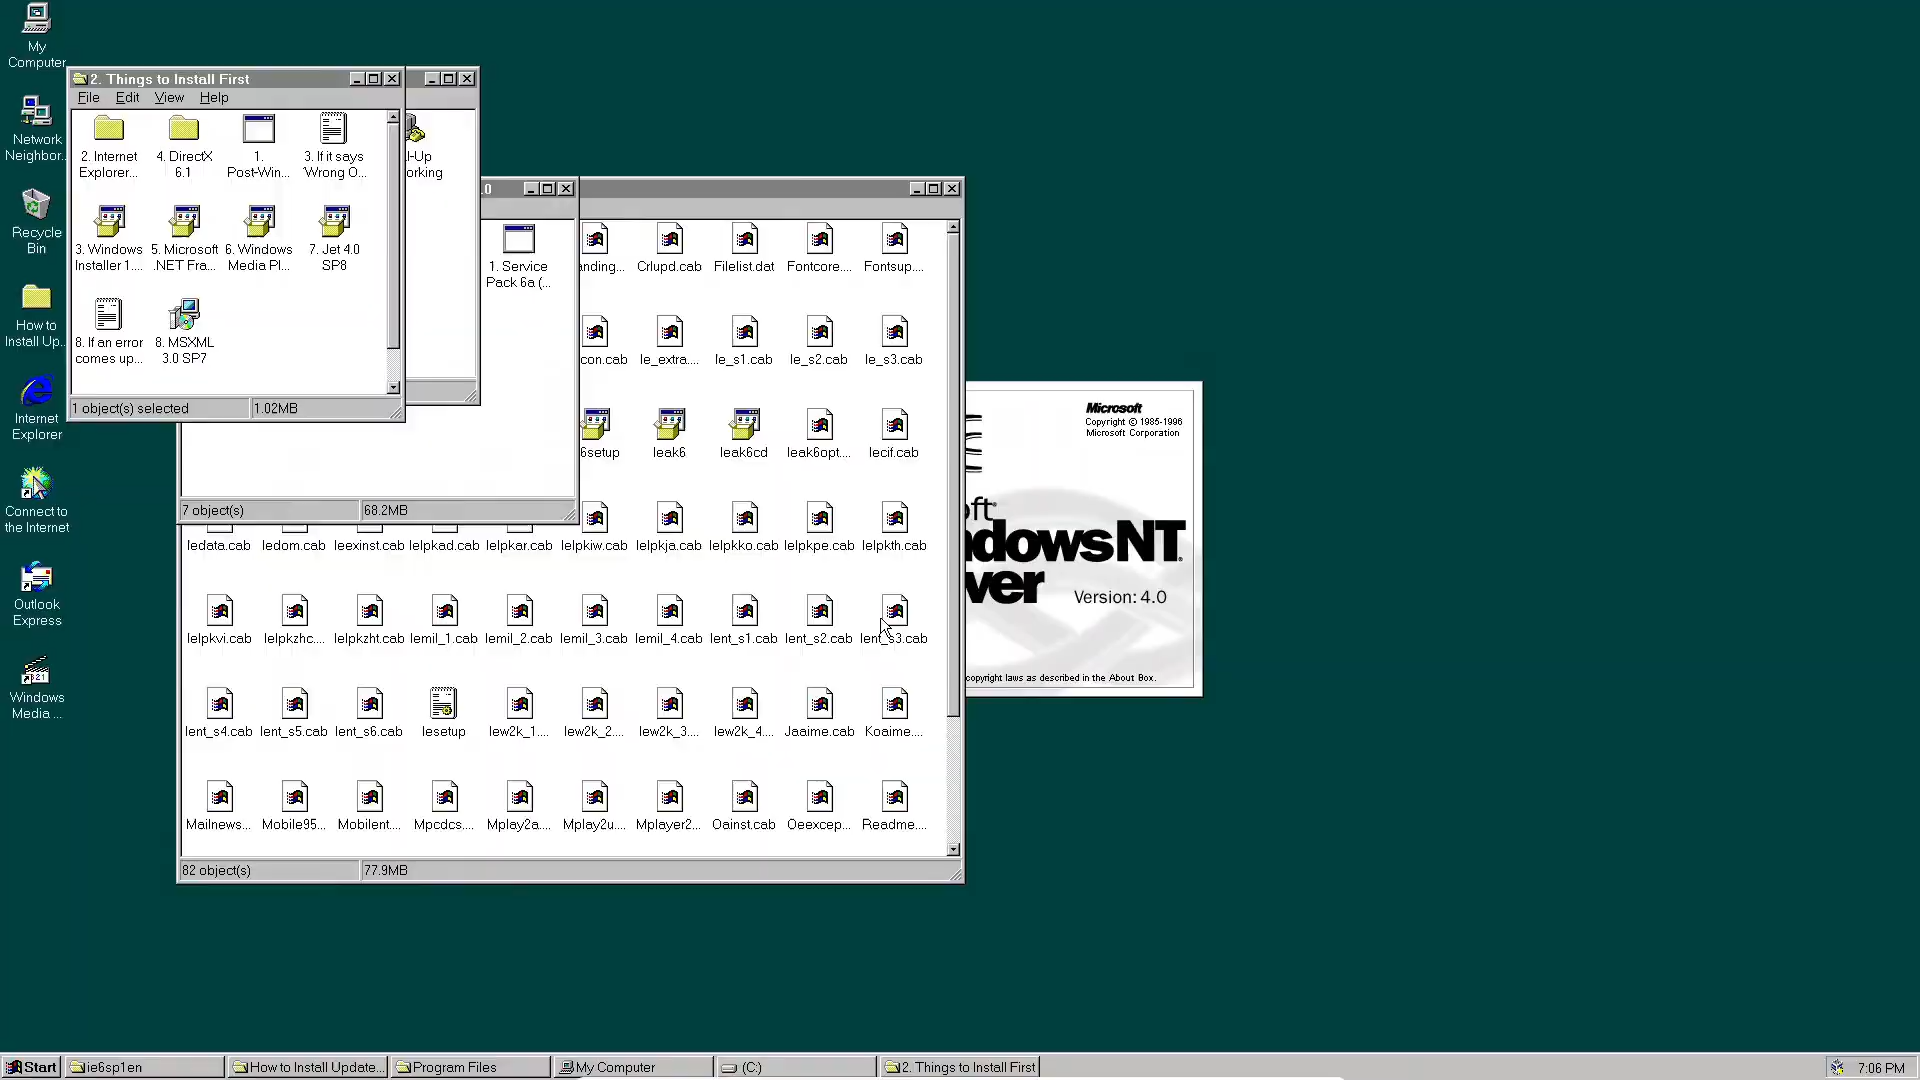 My
Computer
Network
Neighbor...
Recycle
Bin
How to
Install Up...
Internet
Explorer
Connect to
the Internet
Outlook
Express
Windows
Media ...
2. Things to Install First
File Edit View Help
2. Internet
Explorer...
4. DirectX
6.1
1.
Post-Win...
3. If it says
'Wrong O...
3. Windows
Installer 1....
5. Microsoft
.NET Fra...
6. Windows
Media Pl...
7. Jet 4.0
SP8
8. If an error
comes up...
8. MSXML
3.0 SP7
1 object(s) selected
1.02MB
l-Up
orking
.0
1. Service
Pack 6a (...
7 object(s)
68.2MB
anding... Crlupd.cab Filelist.dat Fontcore.... Fontsup....
con.cab Ie_extra.... Ie_s1.cab Ie_s2.cab Ie_s3.cab
6setup Ieak6 Ieak6cd Ieak6opt.... Iecif.cab
Iedata.cab Iedom.cab Ieexinst.cab Ielpkad.cab Ielpkar.cab Ielpkiw.cab Ielpkja.cab Ielpkko.cab Ielpkpe.cab Ielpkth.cab
Ielpkvi.cab Ielpkzhc.... Ielpkzht.cab Iemil_1.cab Iemil_2.cab Iemil_3.cab Iemil_4.cab Ient_s1.cab Ient_s2.cab Ient_s3.cab
Ient_s4.cab Ient_s5.cab Ient_s6.cab Iesetup Iew2k_1.... Iew2k_2.... Iew2k_3.... Iew2k_4.... Jaaime.cab Koaime....
Mailnews... Mobile95... Mobilent.... Mpcdcs.... Mplay2a.... Mplay2u.... Mplayer2... Oainst.cab Oeexcep... Readme....
82 object(s)
77.9MB
Microsoft
Copyright © 1985-1996
Microsoft Corporation
oft
dowsNT
ver
Version: 4.0
copyright laws as described in the About Box.
Start ie6sp1en How to Install Update... Program Files My Computer (C:) 2. Things to Install First 7:06 PM